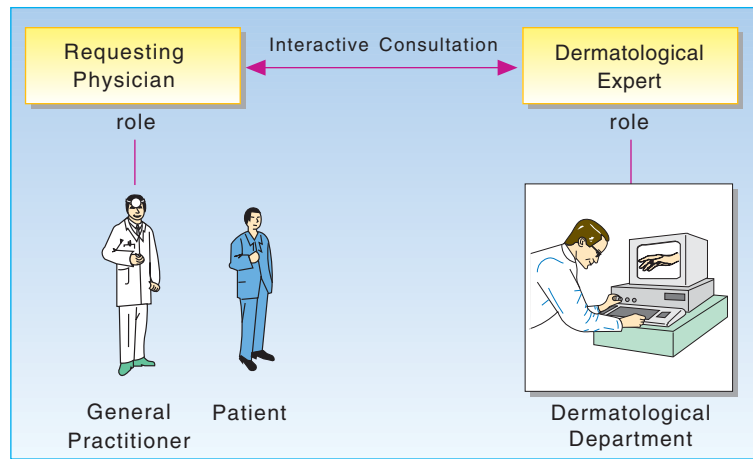 Requesting
Physician
Interactive Consultation
Dermatological
Expert
role
role
General
Practitioner
Patient
Dermatological
Department